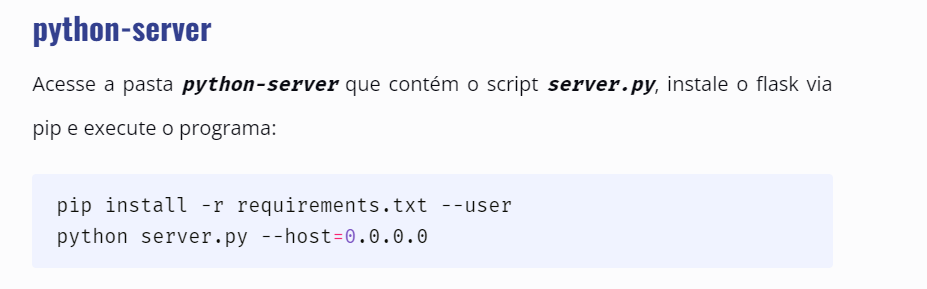 python-server
Acesse a pasta python-server que contém o script server.py, instale o flask via
pip e execute o programa:
pip install -r requirements.txt --user
python server.py --host=0.0.0.0